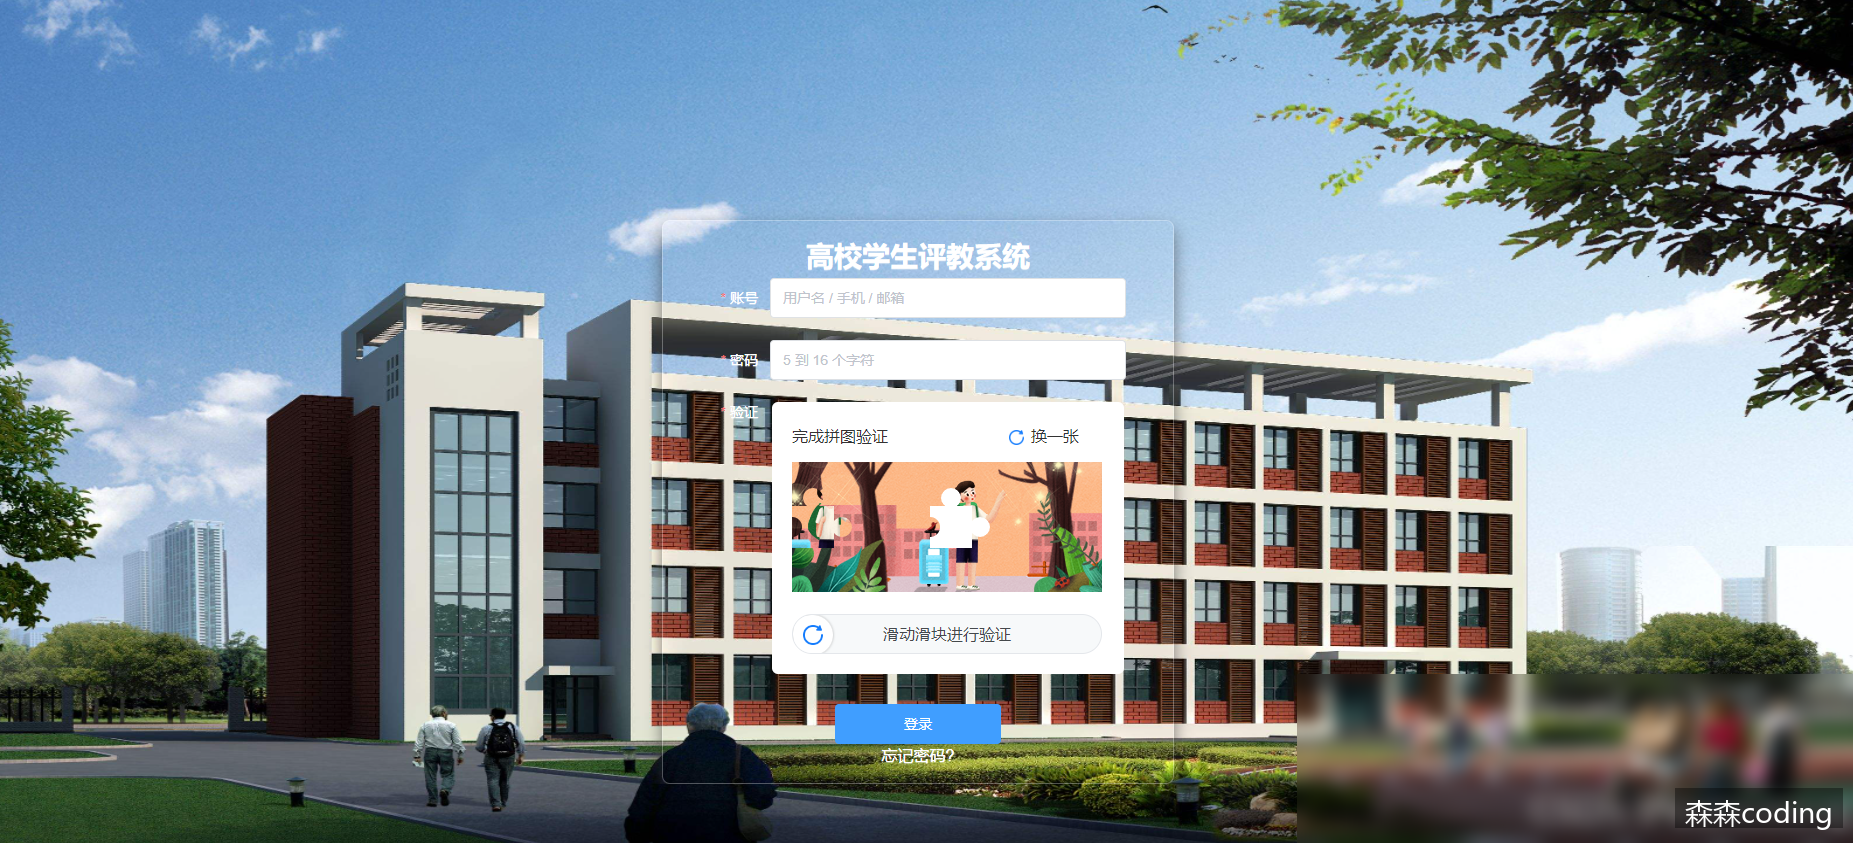 高校学生评教系统
* 账号
用户名 / 手机 / 邮箱
* 密码
5 到 16 个字符
* 验证
完成拼图验证
换一张
滑动滑块进行验证
登录
忘记密码?
森森coding